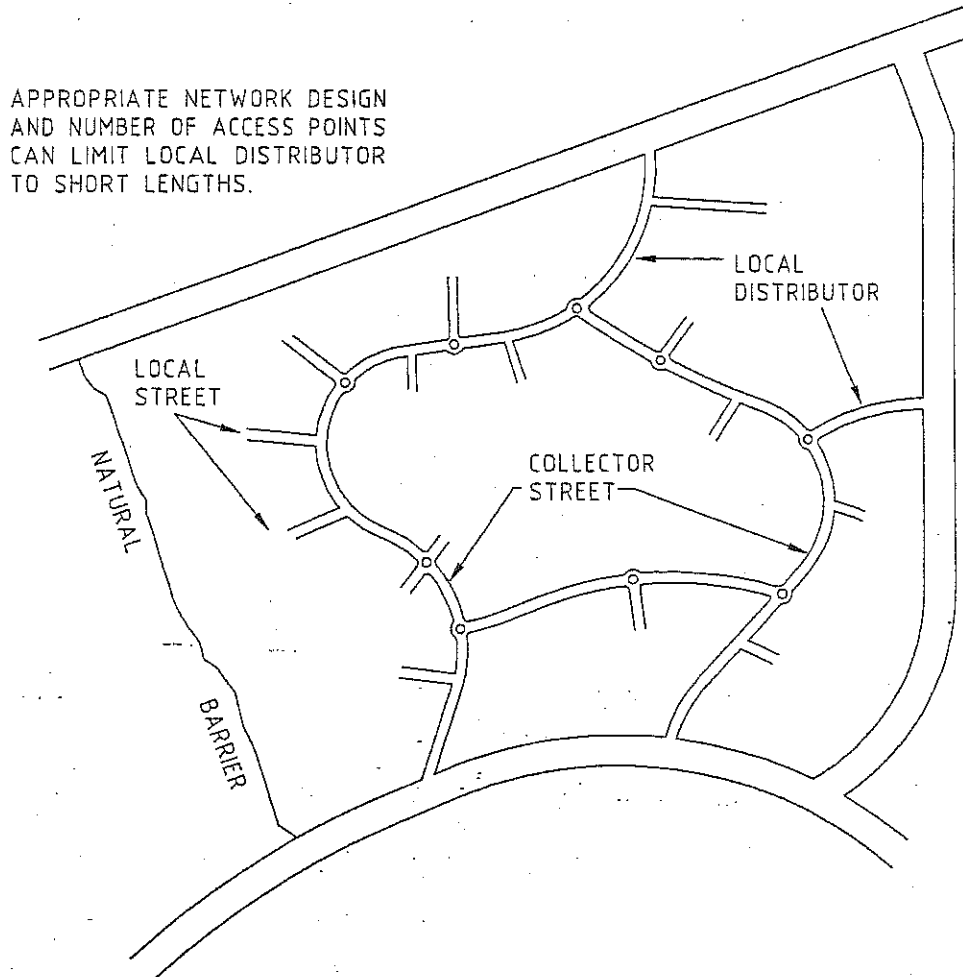 APPROPRIATE NETWORK DESIGN
AND NUMBER OF ACCESS POINTS
CAN LIMIT LOCAL DISTRIBUTOR
TO SHORT LENGTHS.
LOCAL
DISTRIBUTOR
LOCAL
STREET
COLLECTOR
STREET
NATURAL
BARRIER